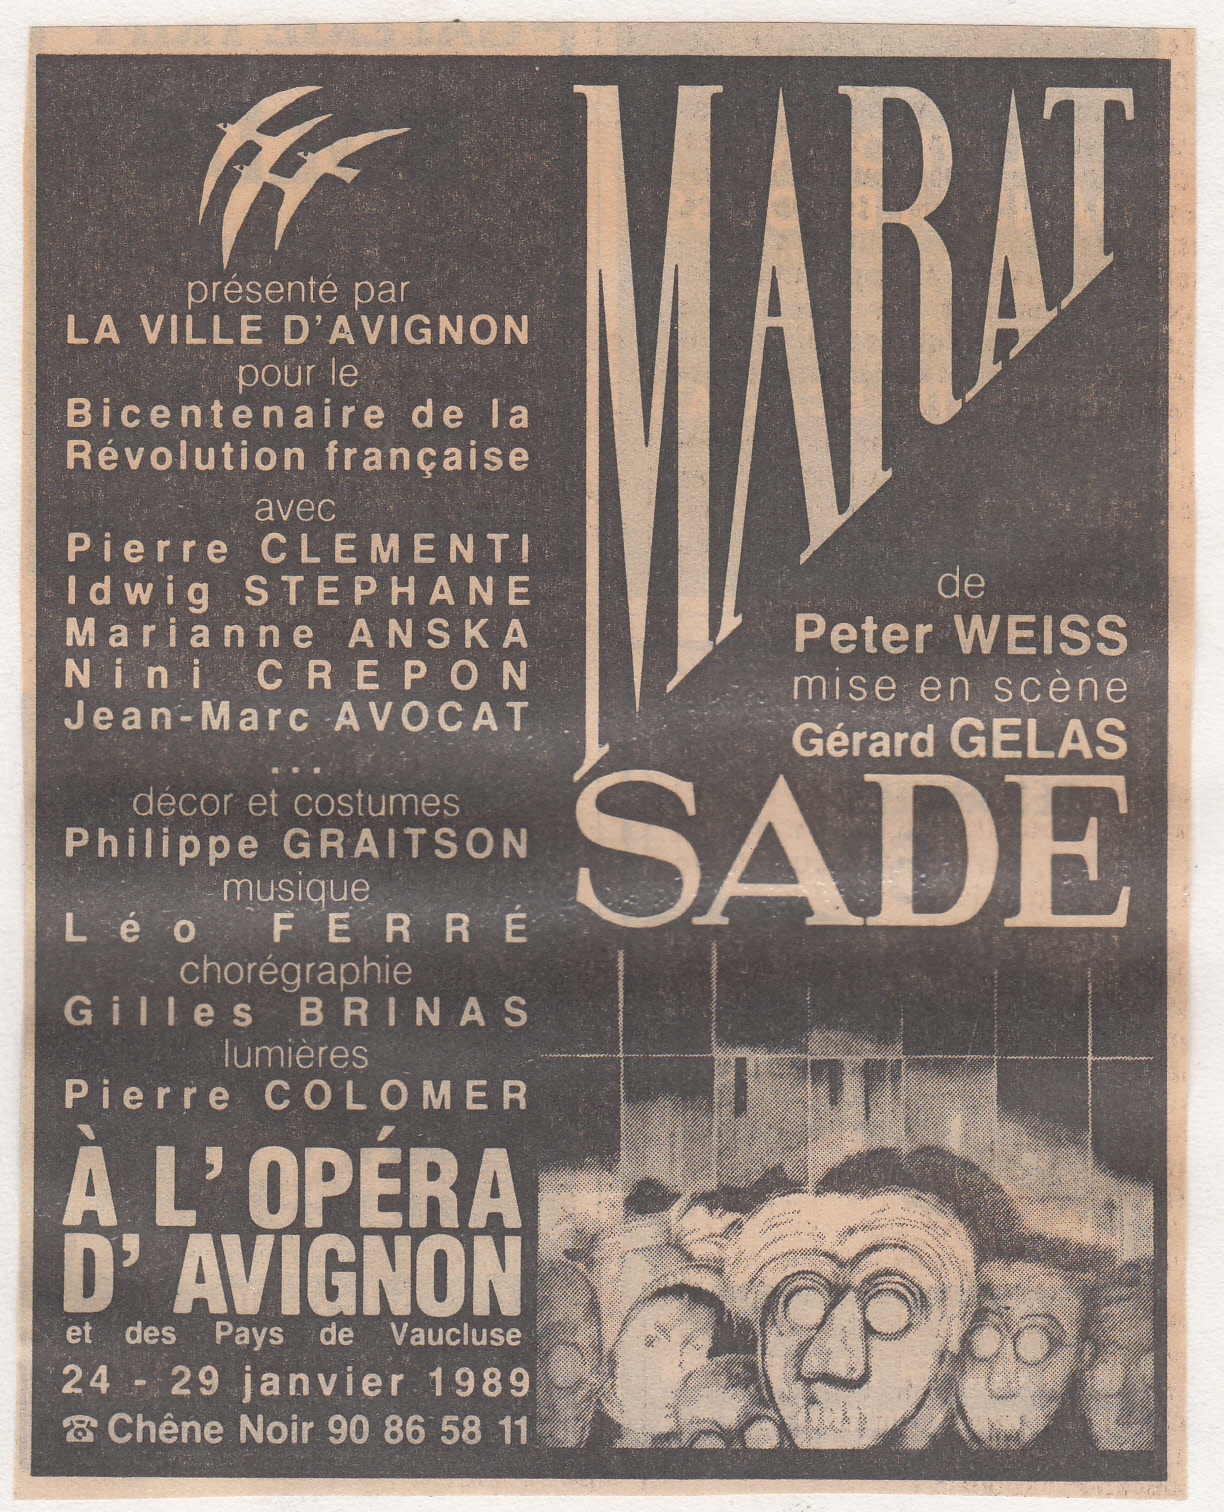 présenté par
LA VILLE D'AVIGNON
pour le
Bicentenaire de la
Révolution française
avec
Pierre CLEMENTI
Idwig STEPHANE
Marianne ANSKA
Nini CREPON
Jean-Marc AVOCAT
...
décor et costumes
Philippe GRAITSON
musique
Léo FERRÉ
chorégraphie
Gilles BRINAS
lumières
Pierre COLOMER
À L'OPÉRA
D'AVIGNON
et des Pays de Vaucluse
24 - 29 janvier 1989
☎ Chêne Noir 90 86 58 11
MARAT
de
Peter WEISS
mise en scène
Gérard GELAS
SADE